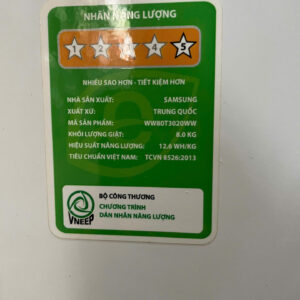 NHÃN NĂNG LƯỢNG
1 2 3 4 5
NHIỀU SAO HƠN - TIẾT KIỆM HƠN
NHÀ SẢN XUẤT: SAMSUNG
XUẤT XỨ: TRUNG QUỐC
MÃ SẢN PHẨM: WW80T3020WW
KHỐI LƯỢNG GIẶT: 8.0 KG
HIỆU SUẤT NĂNG LƯỢNG: 12,6 WH/KG
TIÊU CHUẨN VIỆT NAM: TCVN 8526:2013
BỘ CÔNG THƯƠNG
CHƯƠNG TRÌNH
DÁN NHÃN NĂNG LƯỢNG
VNEEP